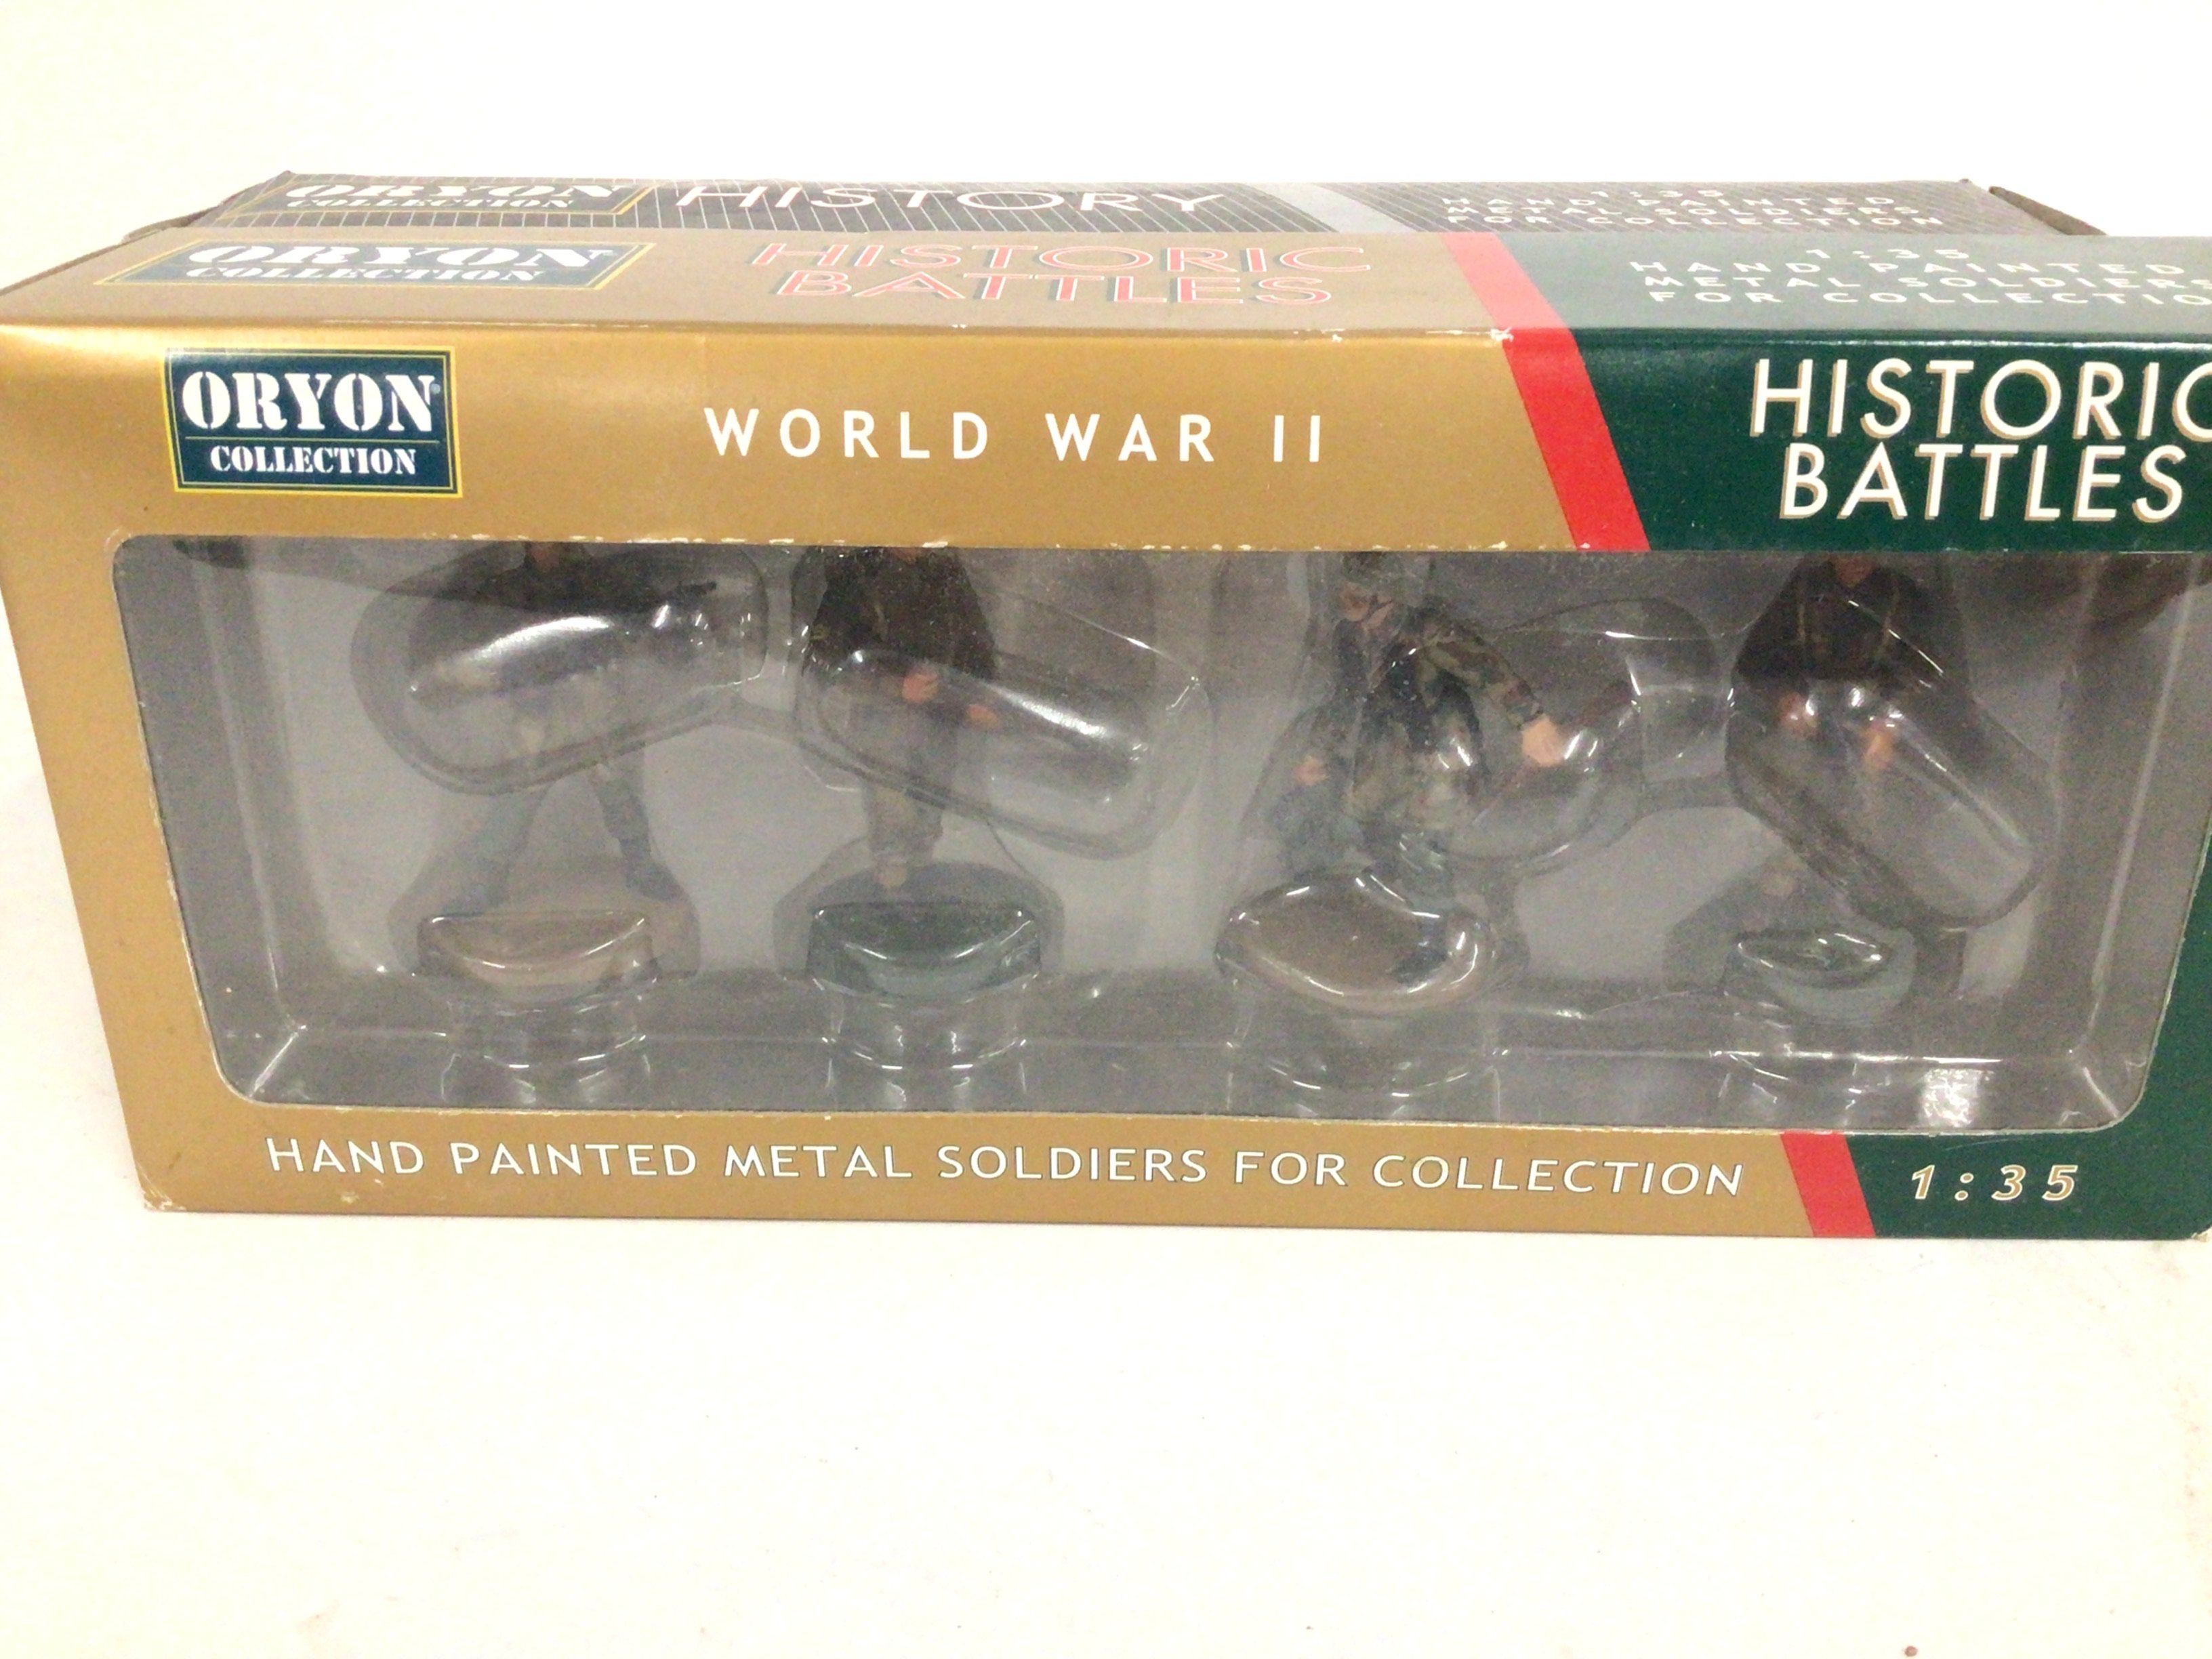 ORYON
COLLECTION
HISTORY
1:35
HAND PAINTED
METAL SOLDIERS
FOR COLLECTION
ORYON
COLLECTION
HISTORIC
BATTLES
1:35
HAND PAINTED
METAL SOLDIERS
FOR COLLECTIO
ORYON
COLLECTION
WORLD WAR II
HISTORIC
BATTLES
HAND PAINTED METAL SOLDIERS FOR COLLECTION
1:35